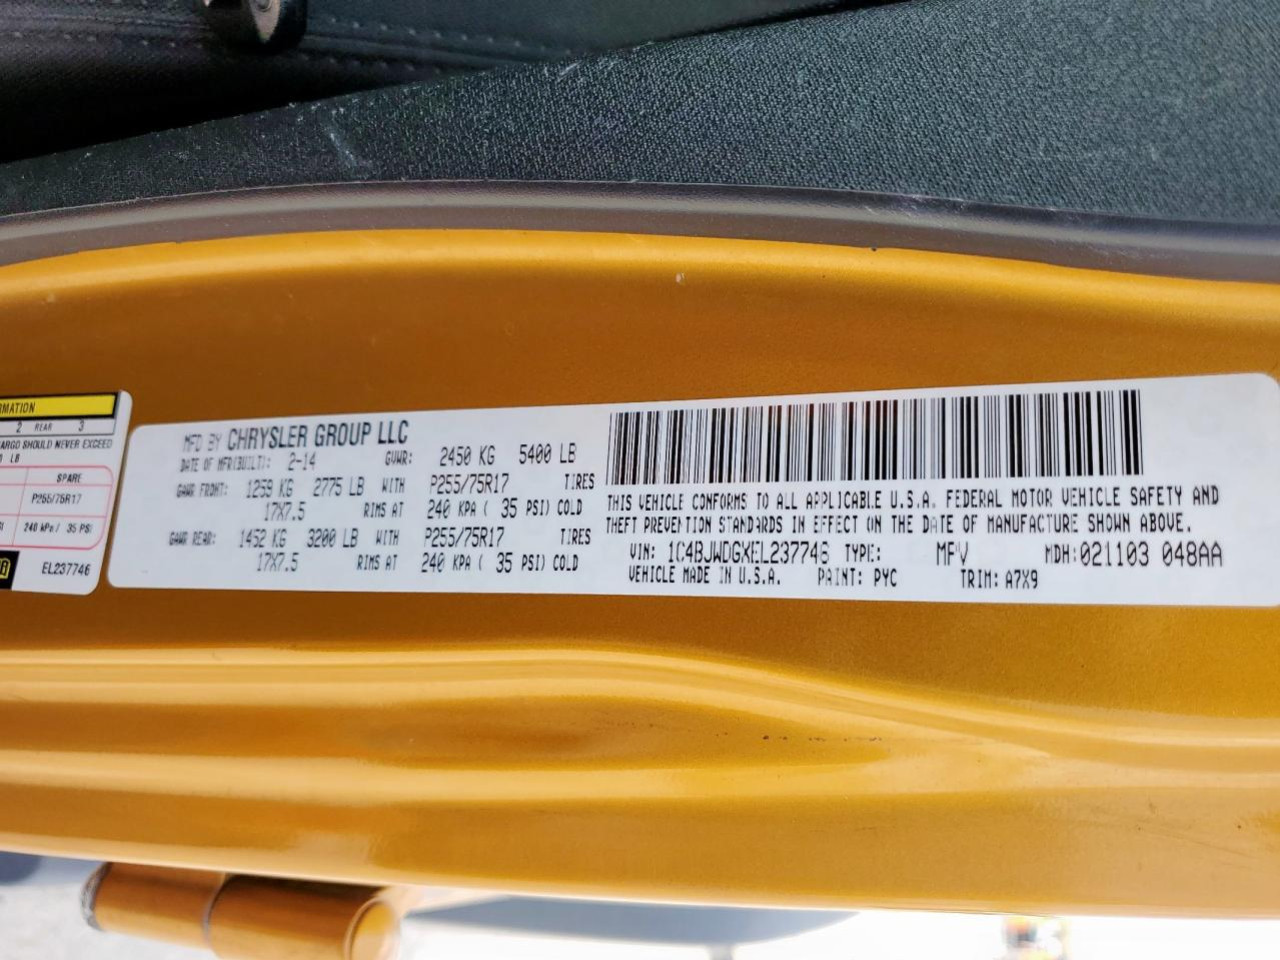 RMATION
2 REAR 3
ARGO SHOULD NEVER EXCEED
LB
SPARE
P255/75R17
240 kPa / 35 PSI
EL237746
MFD BY CHRYSLER GROUP LLC
DATE OF MFR(BUILT): 2-14 GVWR: 2450 KG 5400 LB
GAWR FRONT: 1259 KG 2775 LB WITH P255/75R17 TIRES
17X7.5 RIMS AT 240 KPA ( 35 PSI) COLD
GAWR REAR: 1452 KG 3200 LB WITH P255/75R17 TIRES
17X7.5 RIMS AT 240 KPA ( 35 PSI) COLD
THIS VEHICLE CONFORMS TO ALL APPLICABLE U.S.A. FEDERAL MOTOR VEHICLE SAFETY AND
THEFT PREVENTION STANDARDS IN EFFECT ON THE DATE OF MANUFACTURE SHOWN ABOVE.
VIN: 1C4BJWDGXEL237746 TYPE: MPV MDH:021103 048AA
VEHICLE MADE IN U.S.A. PAINT: PYC TRIM: A7X9